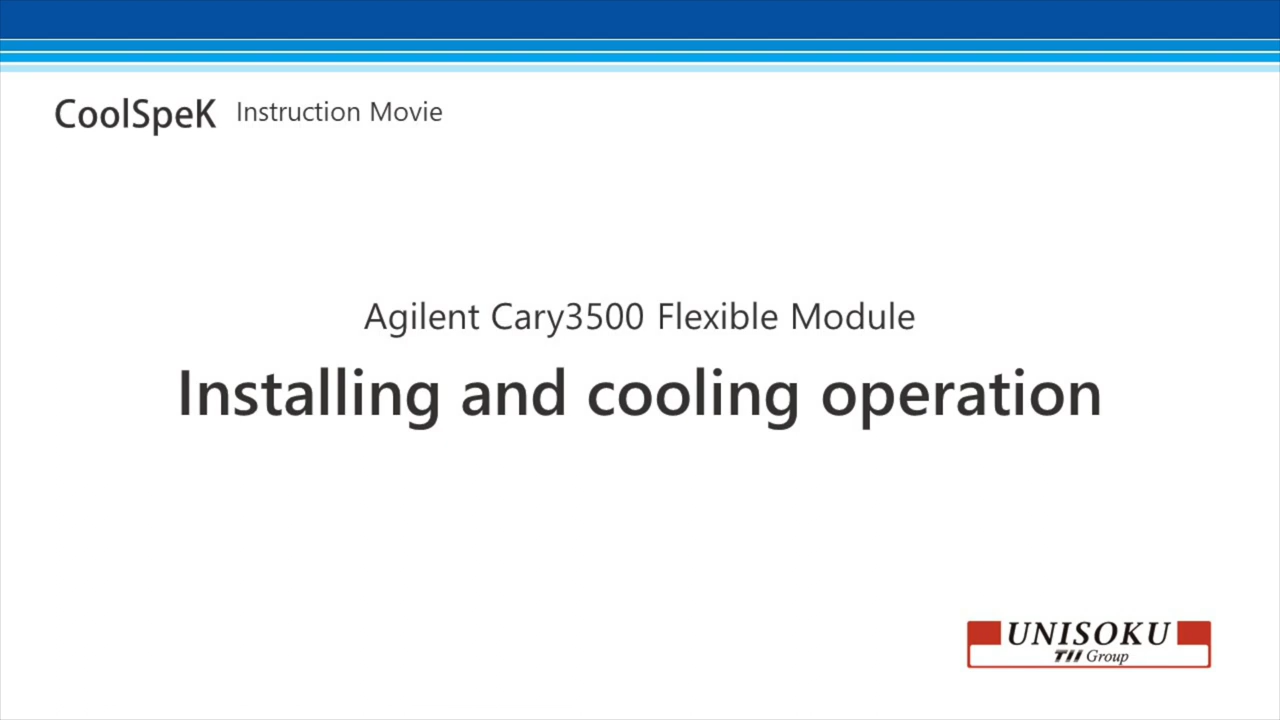 CoolSpeK Instruction Movie
Agilent Cary3500 Flexible Module
Installing and cooling operation
UNISOKU
TII Group